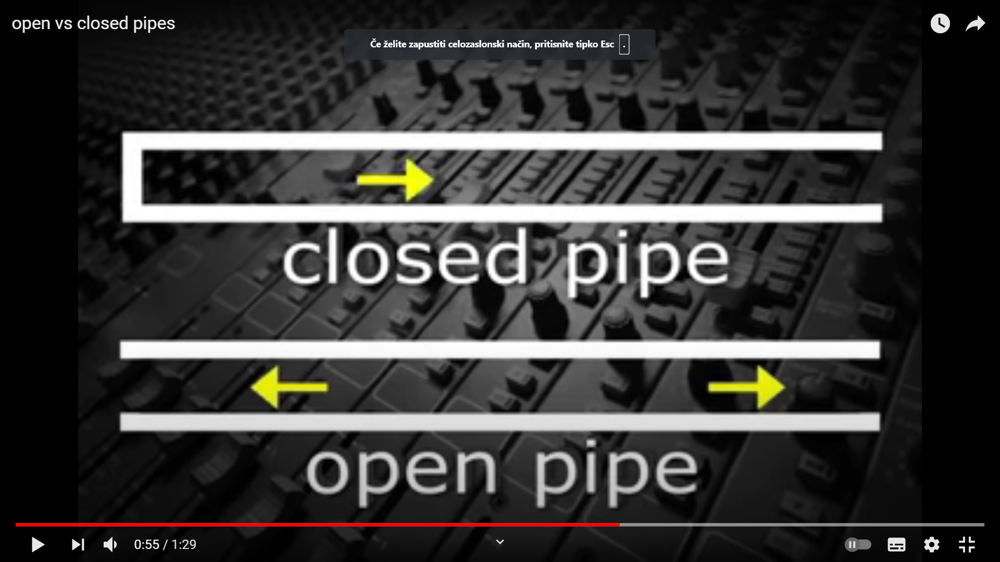 open vs closed pipes
Če želite zapustiti celozaslonski način, pritisnite tipko Esc .
closed pipe
open pipe
0:55 / 1:29